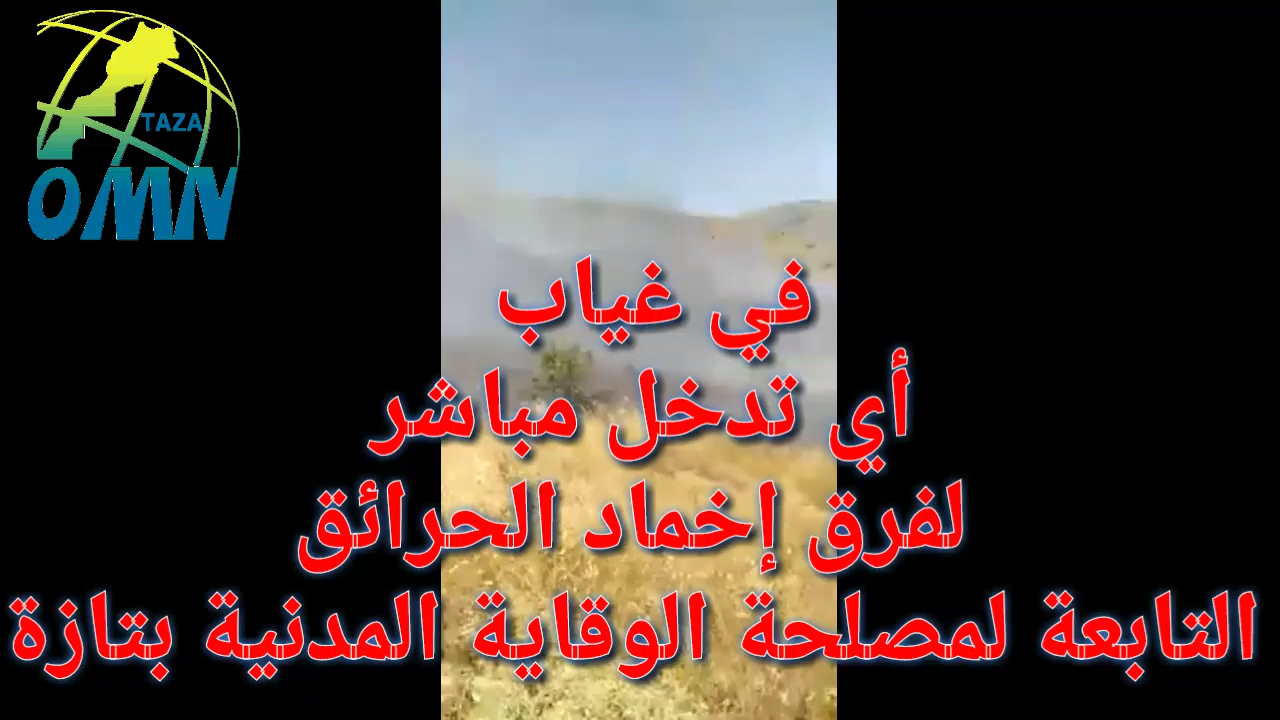 TAZA
OMN
في غياب
أي تدخل مباشر
لفرق إخماد الحرائق
التابعة لمصلحة الوقاية المدنية بتازة